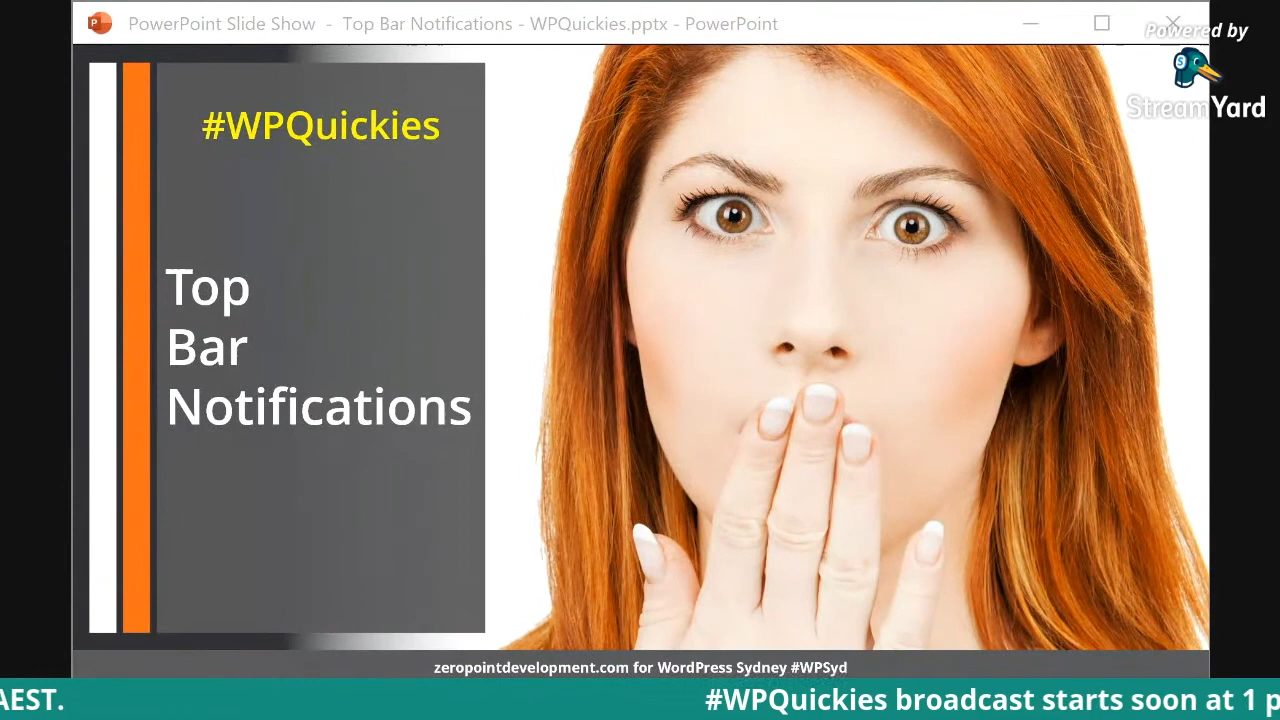 PowerPoint Slide Show - Top Bar Notifications - WPQuickies.pptx - PowerPoint
Powered by
StreamYard
#WPQuickies
Top
Bar
Notifications
zeropointdevelopment.com for WordPress Sydney #WPSyd
AEST. #WPQuickies broadcast starts soon at 1 p